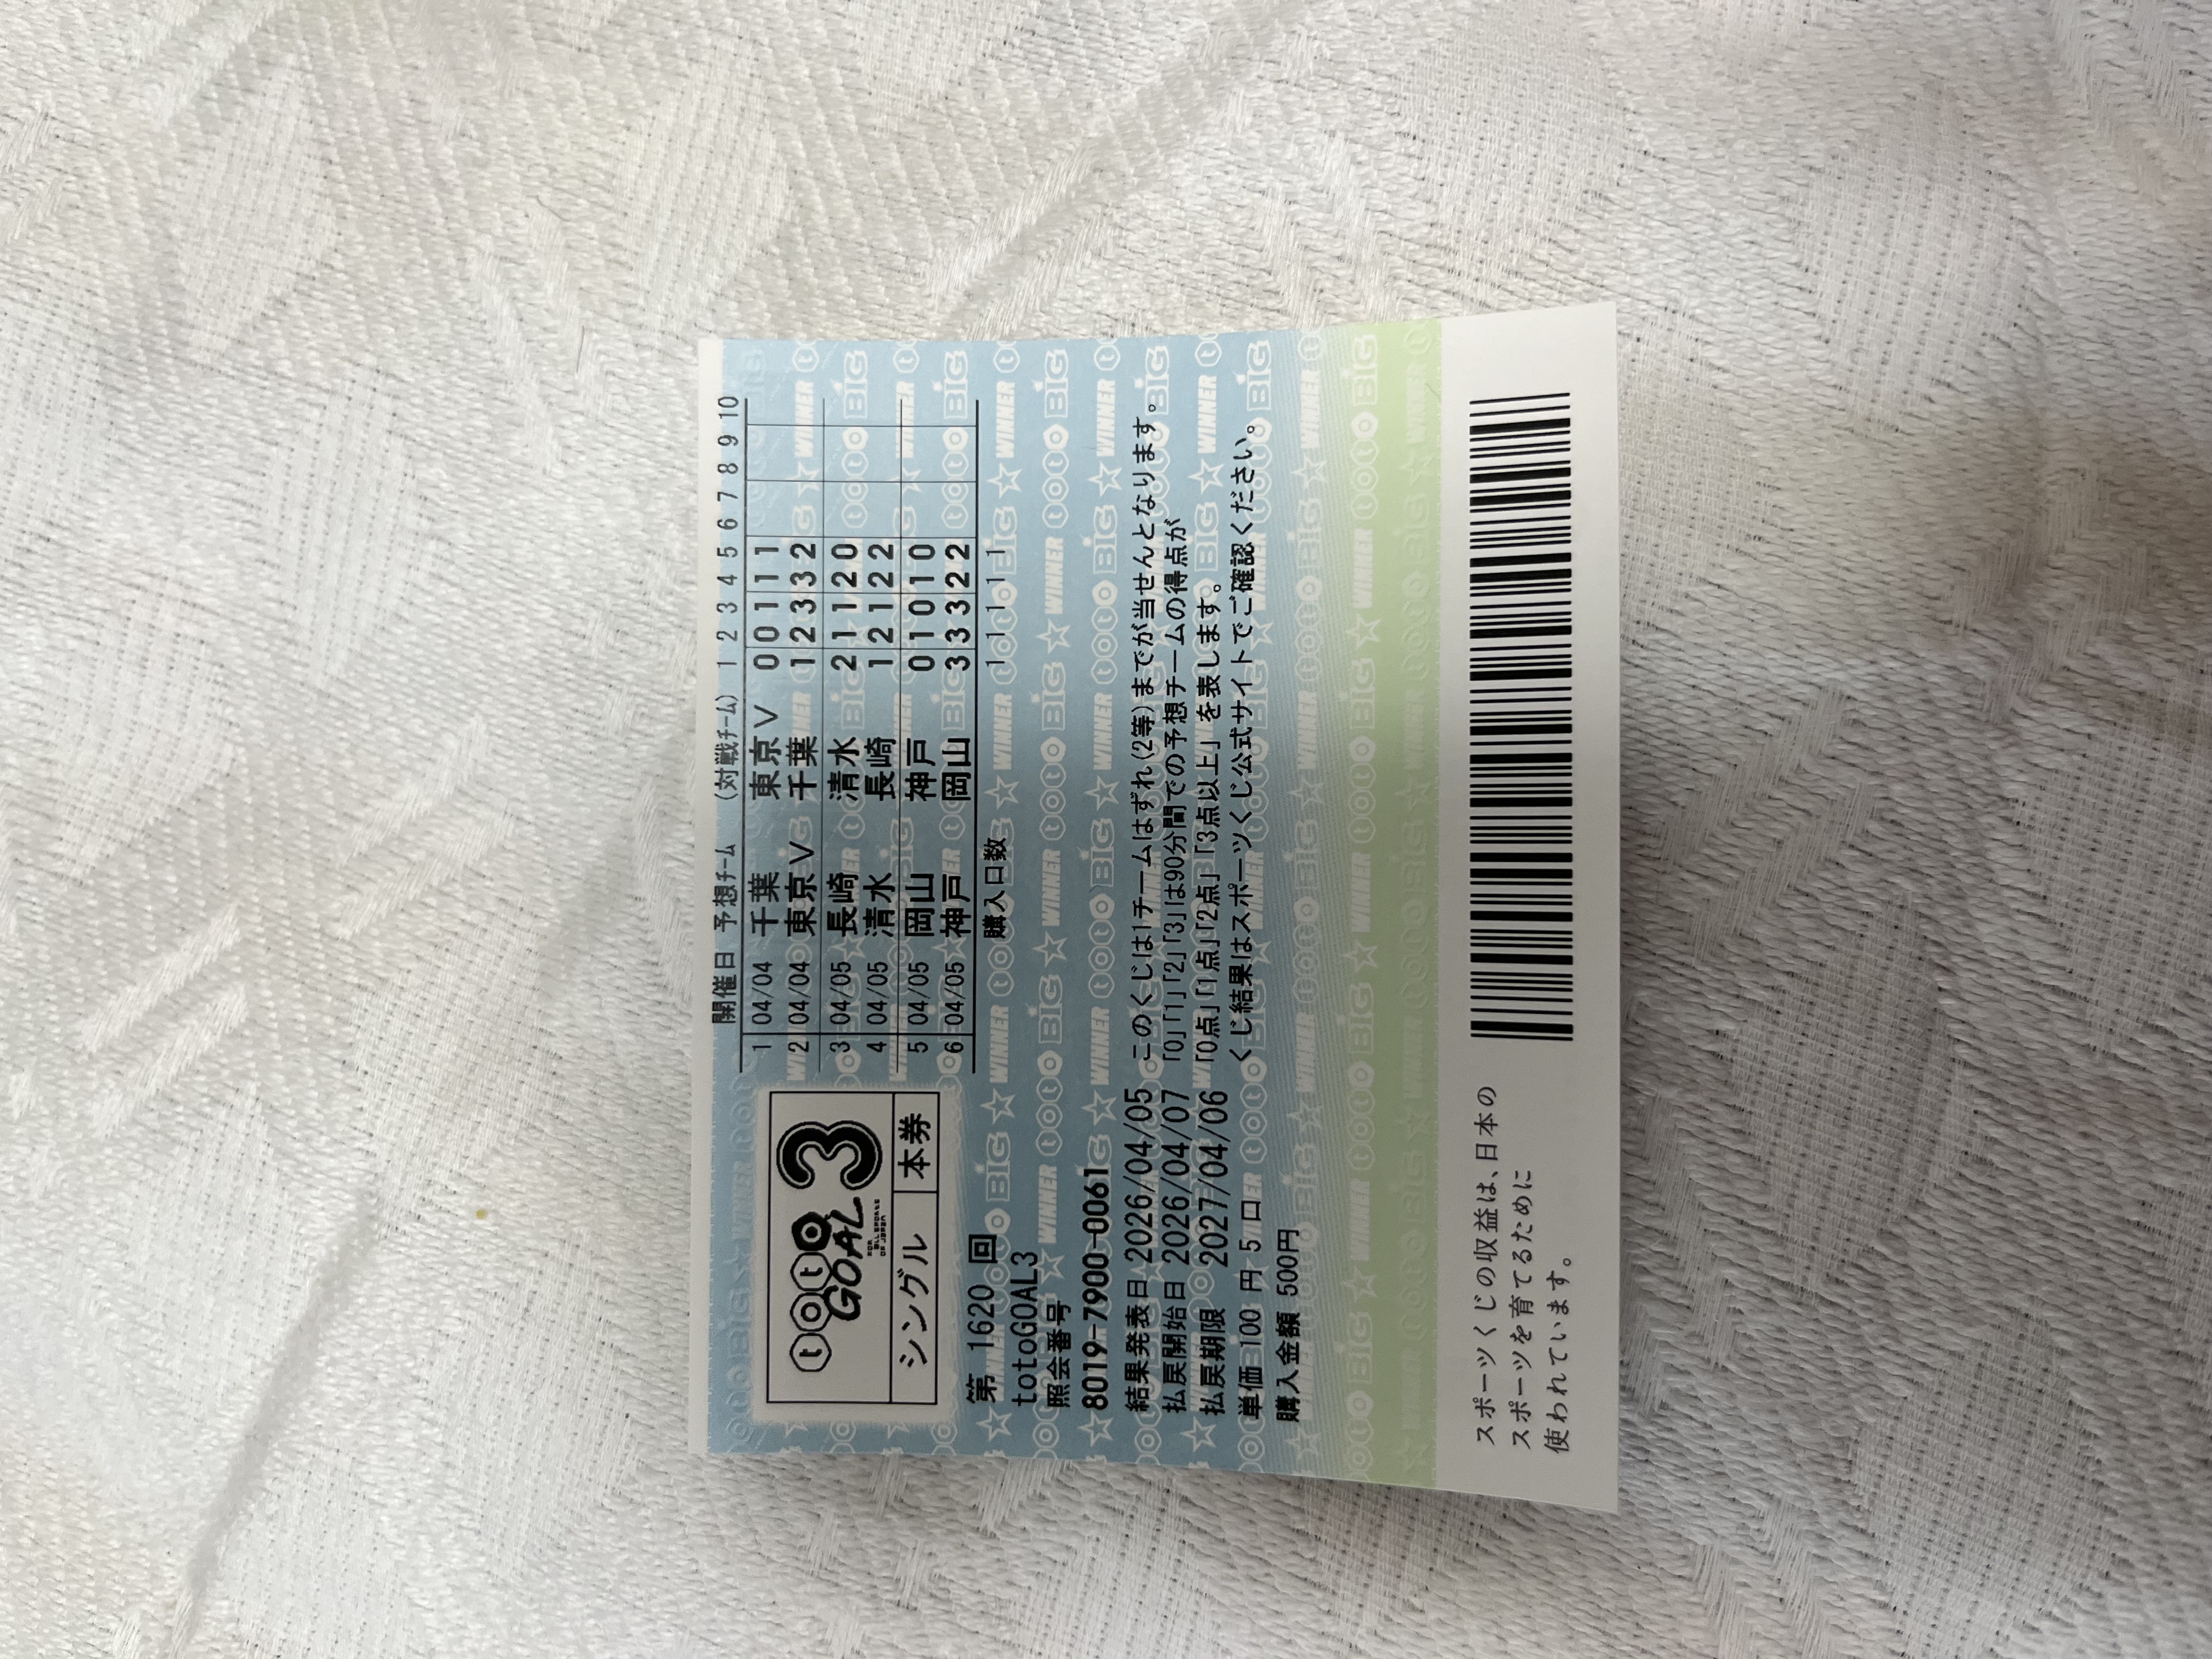 toto GOAL3
FOR ALL SPORTS OF JAPAN
シングル 本券
第 1620 回
totoGOAL3
照会番号
8019-7900-0061
結果発表日 2026/04/05
払戻開始日 2026/04/07
払戻期限 2027/04/06
単価 100 円 5 口
購入金額 500円
開催日 予想チーム (対戦チーム) 1 2 3 4 5 6 7 8 9 10
1 04/04 千葉 東京V 0 0 1 1 1
2 04/04 東京V 千葉 1 2 3 3 2
3 04/05 長崎 清水 2 1 1 2 0
4 04/05 清水 長崎 1 2 1 2 2
5 04/05 岡山 神戸 0 1 0 1 0
6 04/05 神戸 岡山 3 3 3 2 2
購入口数 1 1 1 1 1
このくじは1チームはずれ(2等)までが当せんとなります。
「0」「1」「2」「3」は90分間での予想チームの得点が
「0点」「1点」「2点」「3点以上」を表します。
くじ結果はスポーツくじ公式サイトでご確認ください。
スポーツくじの収益は、日本の
スポーツを育てるために
使われています。